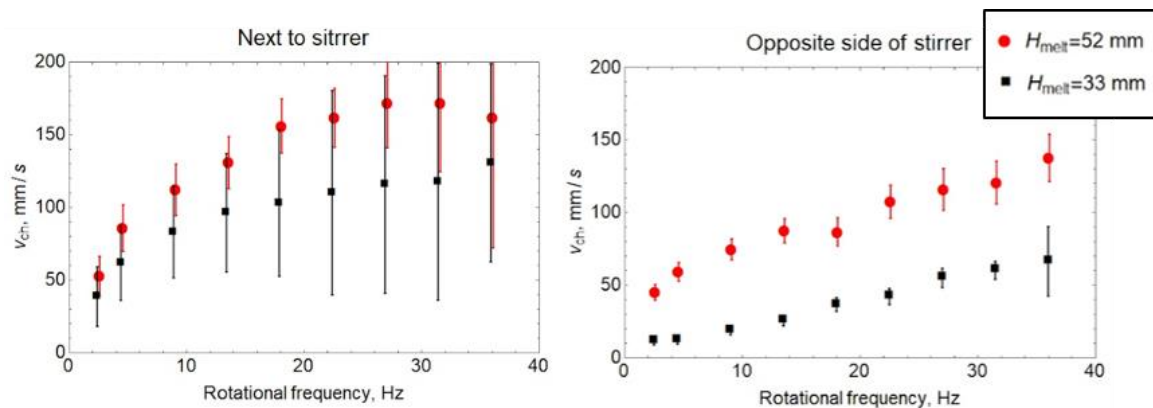 Next to sitrrer
200
150
100
50
0
0 10 20 30 40
v_ch, mm/s
Rotational frequency, Hz
Opposite side of stirrer
200
150
100
50
0
0 10 20 30 40
v_ch, mm/s
Rotational frequency, Hz
H_melt=52 mm
H_melt=33 mm